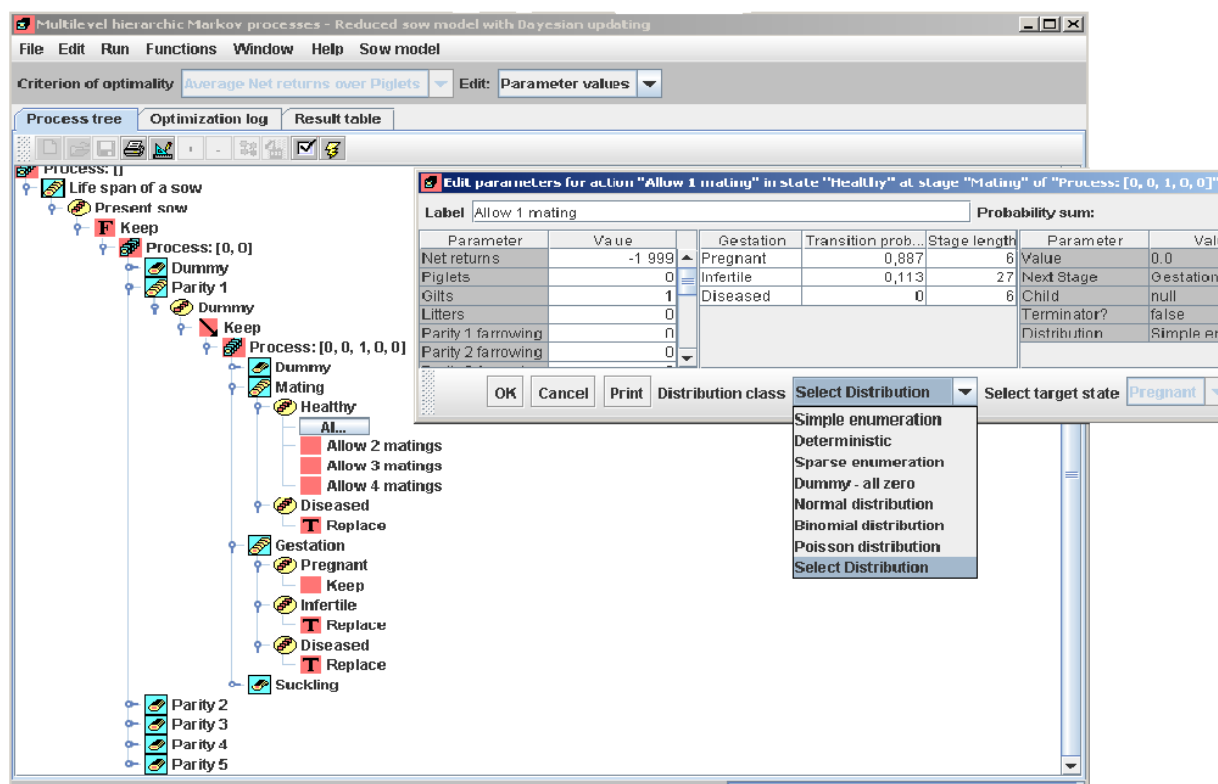 Multilevel hierarchic Markov processes - Reduced sow model with Bayesian updating
File Edit Run Functions Window Help Sow model
Criterion of optimality Average Net returns over Piglets Edit: Parameter values
Process tree Optimization log Result table
Process: []
Life span of a sow
Present sow
F Keep
Process: [0, 0]
Dummy
Parity 1
Dummy
Keep
Process: [0, 0, 1, 0, 0]
Dummy
Mating
Healthy
Al...
Allow 2 matings
Allow 3 matings
Allow 4 matings
Diseased
T Replace
Gestation
Pregnant
Keep
Infertile
T Replace
Diseased
T Replace
Suckling
Parity 2
Parity 3
Parity 4
Parity 5
Edit parameters for action "Allow 1 mating" in state "Healthy" at stage "Mating" of "Process: [0, 0, 1, 0, 0]"
Label Allow 1 mating Probability sum:
Parameter Value Gestation Transition prob... Stage length Parameter Val
Net returns -1 999 Pregnant 0,887 6 Value 0.0
Piglets 0 Infertile 0,113 27 Next Stage Gestation
Gilts 1 Diseased 0 6 Child null
Litters 0 Terminator? false
Parity 1 farrowing 0 Distribution Simple en
Parity 2 farrowing 0
OK Cancel Print Distribution class Select Distribution Select target state Pregnant
Simple enumeration
Deterministic
Sparse enumeration
Dummy - all zero
Normal distribution
Binomial distribution
Poisson distribution
Select Distribution